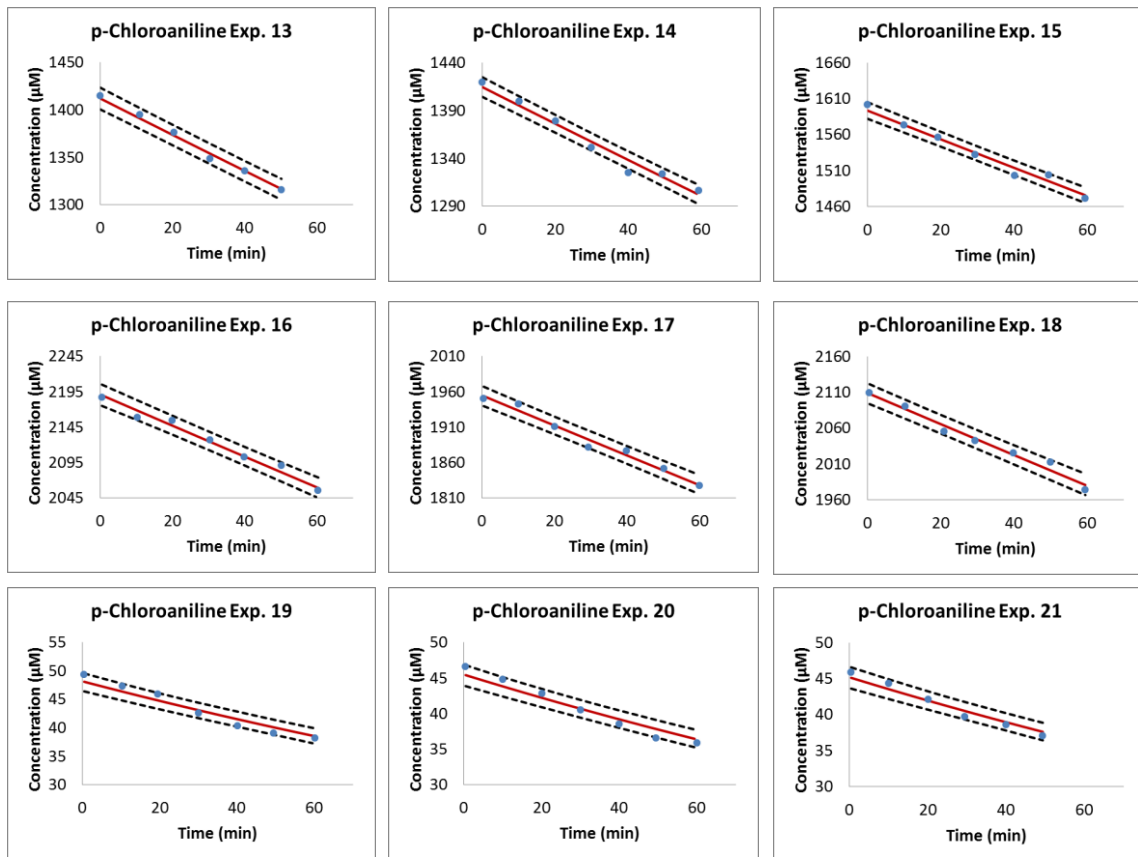 p-Chloroaniline Exp. 13
Concentration (µM)
1450
1400
1350
1300
0 20 40 60
Time (min)
p-Chloroaniline Exp. 14
Concentration (µM)
1440
1390
1340
1290
0 20 40 60
Time (min)
p-Chloroaniline Exp. 15
Concentration (µM)
1660
1610
1560
1510
1460
0 20 40 60
Time (min)
p-Chloroaniline Exp. 16
Concentration (µM)
2245
2195
2145
2095
2045
0 20 40 60
Time (min)
p-Chloroaniline Exp. 17
Concentration (µM)
2010
1960
1910
1860
1810
0 20 40 60
Time (min)
p-Chloroaniline Exp. 18
Concentration (µM)
2160
2110
2060
2010
1960
0 20 40 60
Time (min)
p-Chloroaniline Exp. 19
Concentration (µM)
55
50
45
40
35
30
0 20 40 60
Time (min)
p-Chloroaniline Exp. 20
Concentration (µM)
50
45
40
35
30
0 20 40 60
Time (min)
p-Chloroaniline Exp. 21
Concentration (µM)
50
45
40
35
30
0 20 40 60
Time (min)